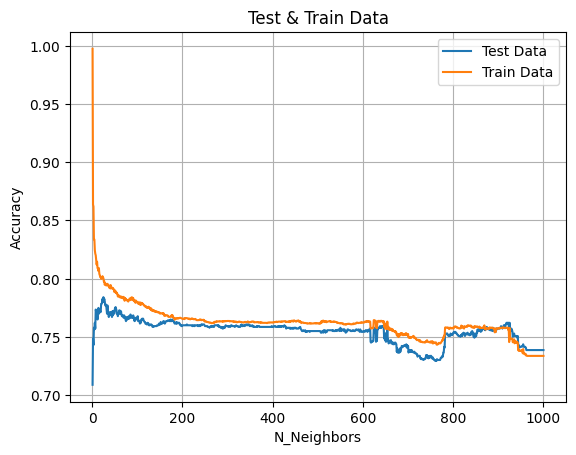 Test & Train Data
1.00
0.95
0.90
0.85
0.80
0.75
0.70
Accuracy
Test Data
Train Data
0
200
400
600
800
1000
N_Neighbors